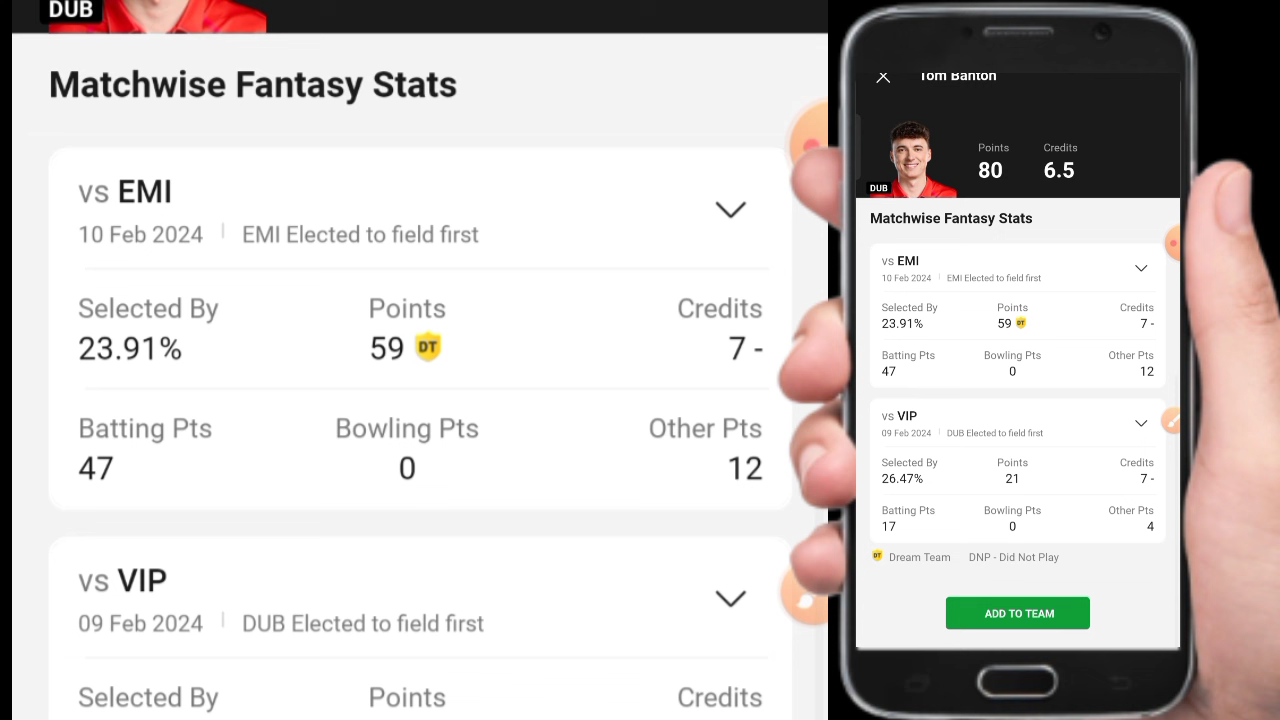 DUB
Matchwise Fantasy Stats
vs EMI
10 Feb 2024 | EMI Elected to field first
Selected By Points Credits
23.91% 59 DT 7 -
Batting Pts Bowling Pts Other Pts
47 0 12
vs VIP
09 Feb 2024 | DUB Elected to field first
Selected By Points Credits
Tom Banton
Points Credits
80 6.5
DUB
Matchwise Fantasy Stats
vs EMI
10 Feb 2024 | EMI Elected to field first
Selected By Points Credits
23.91% 59 DT 7 -
Batting Pts Bowling Pts Other Pts
47 0 12
vs VIP
09 Feb 2024 | DUB Elected to field first
Selected By Points Credits
26.47% 21 7 -
Batting Pts Bowling Pts Other Pts
17 0 4
DT Dream Team DNP - Did Not Play
ADD TO TEAM